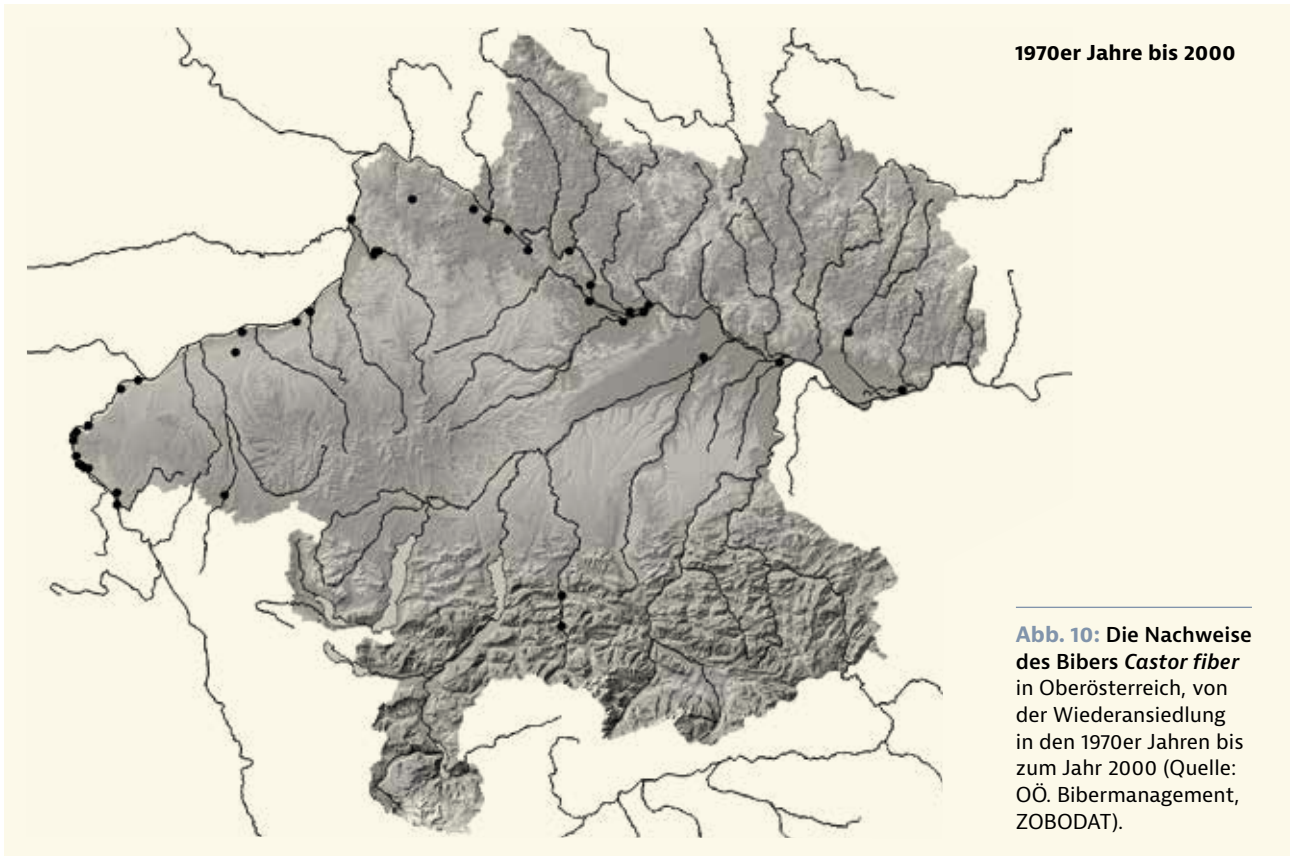 1970er Jahre bis 2000
Abb. 10: Die Nachweise
des Bibers Castor fiber
in Oberösterreich, von
der Wiederansiedlung
in den 1970er Jahren bis
zum Jahr 2000 (Quelle:
OÖ. Bibermanagement,
ZOBODAT).